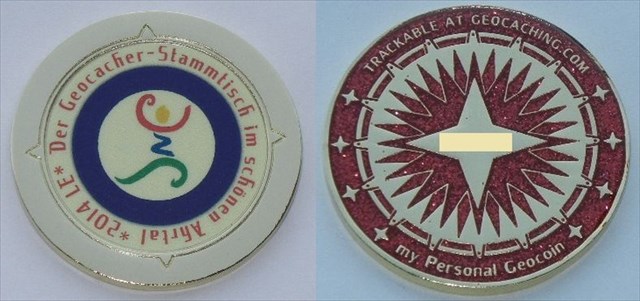 Der Geocacher-Stammtisch im schönen Ahrtal *2014 LE*
TRACKABLE AT GEOCACHING.COM
my Personal Geocoin